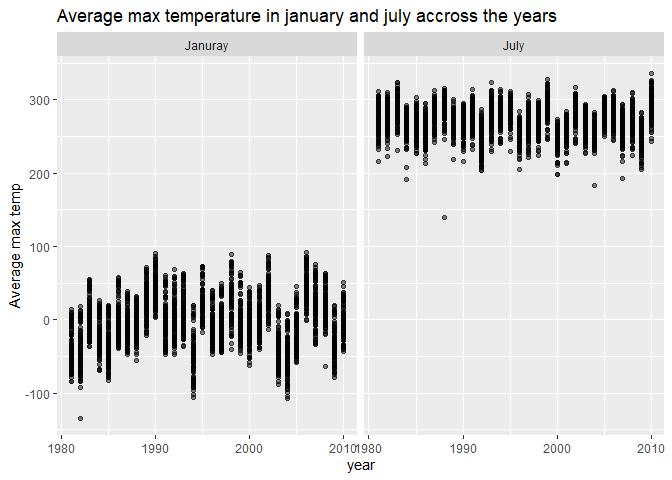 Average max temperature in january and july accross the years
Januray July
Average max temp
300
200
100
0
-100
1980 1990 2000 2010 1980 1990 2000 2010
year